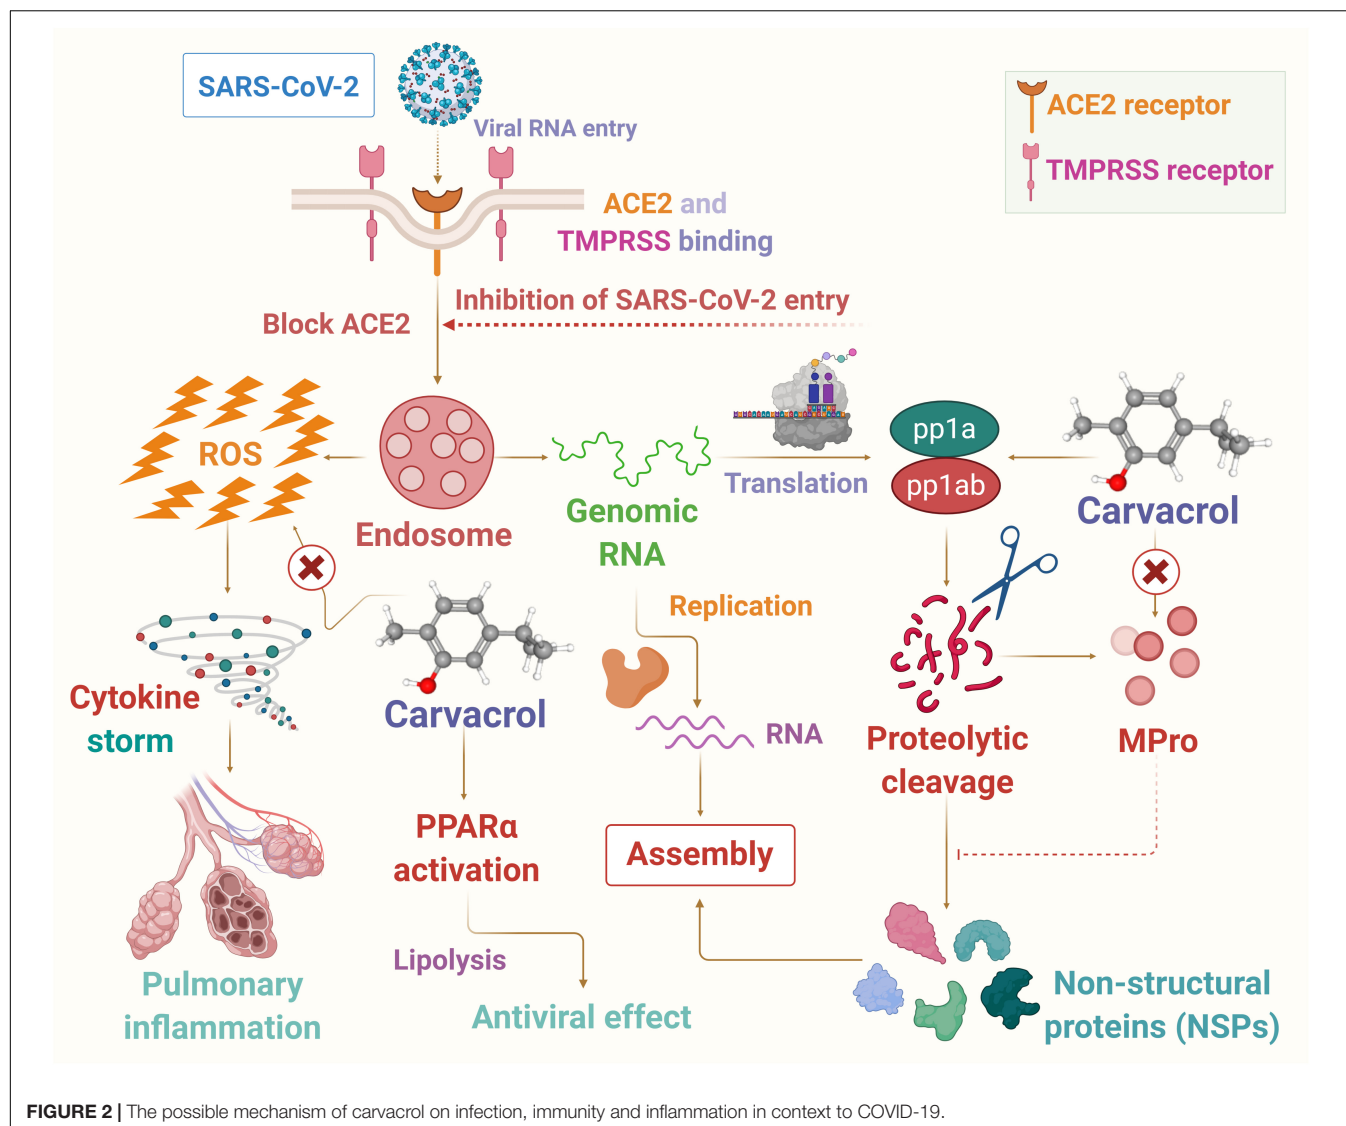 SARS-CoV-2
Viral RNA entry
ACE2 receptor
TMPRSS receptor
ACE2 and
TMPRSS binding
Inhibition of SARS-CoV-2 entry
Block ACE2
ROS
Endosome
Genomic
RNA
Translation
pp1a
pp1ab
Carvacrol
Replication
Cytokine
storm
Carvacrol
RNA
Proteolytic
cleavage
MPro
PPARα
activation
Assembly
Lipolysis
Antiviral effect
Pulmonary
inflammation
Non-structural
proteins (NSPs)
FIGURE 2 | The possible mechanism of carvacrol on infection, immunity and inflammation in context to COVID-19.